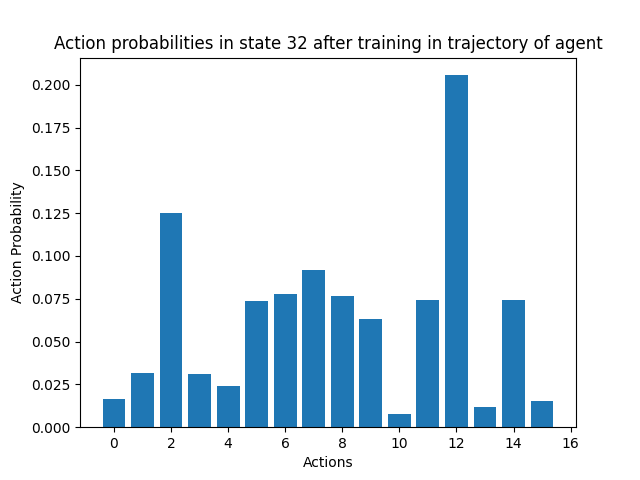 Action probabilities in state 32 after training in trajectory of agent
0.200
0.175
0.150
0.125
0.100
0.075
0.050
0.025
0.000
Action Probability
0 2 4 6 8 10 12 14 16
Actions